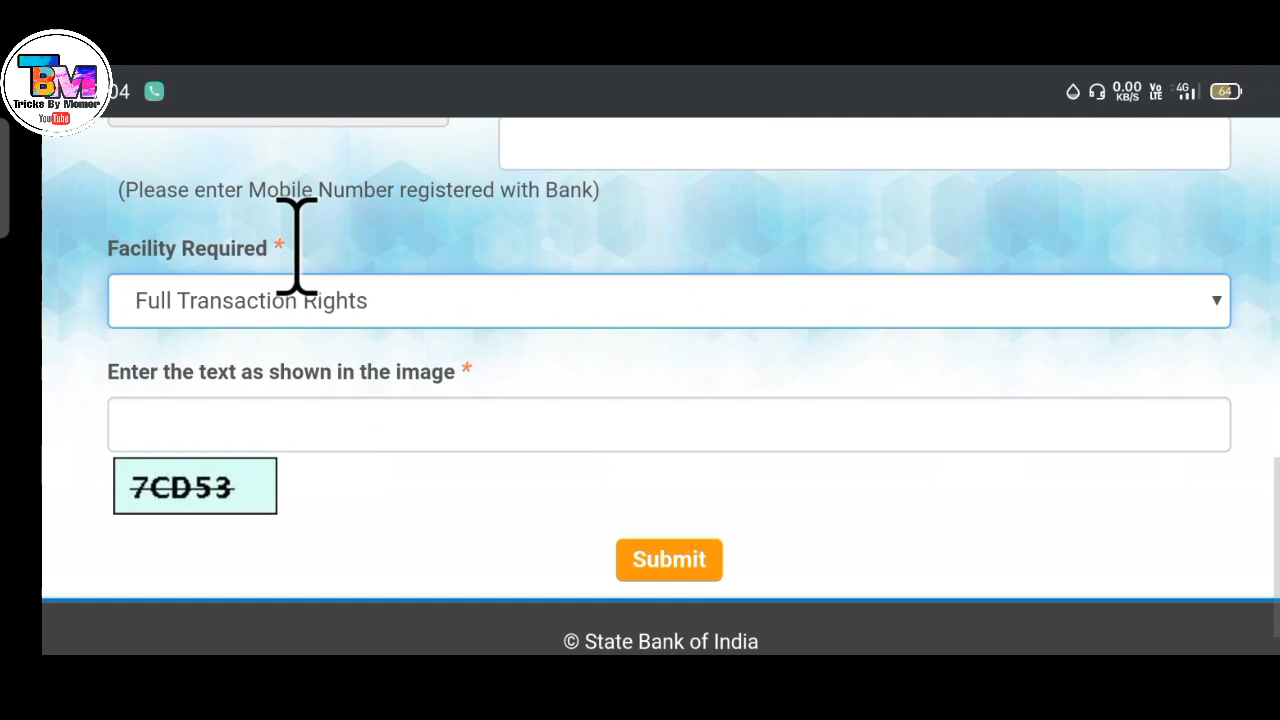 TBM
Tricks By Momor
YouTube
04
0.00
KB/S
Vo
LTE
4G
64
(Please enter Mobile Number registered with Bank)
Facility Required *
Full Transaction Rights
Enter the text as shown in the image *
7CD53
Submit
© State Bank of India